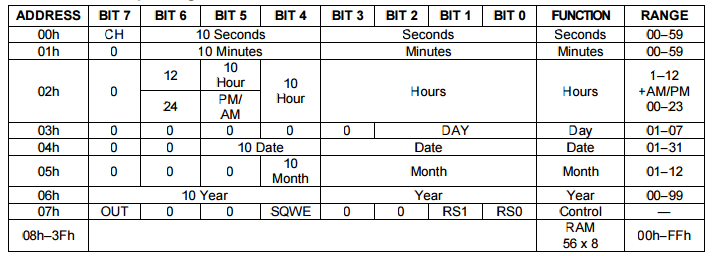 ADDRESS BIT 7 BIT 6 BIT 5 BIT 4 BIT 3 BIT 2 BIT 1 BIT 0 FUNCTION RANGE
00h CH 10 Seconds Seconds Seconds 00–59
01h 0 10 Minutes Minutes Minutes 00–59
02h 0 12 10 Hour 10 Hour Hours Hours 1–12 +AM/PM 00–23
24 PM/AM
03h 0 0 0 0 0 DAY Day 01–07
04h 0 0 10 Date Date Date 01–31
05h 0 0 0 10 Month Month Month 01–12
06h 10 Year Year Year 00–99
07h OUT 0 0 SQWE 0 0 RS1 RS0 Control —
08h–3Fh RAM 56 x 8 00h–FFh